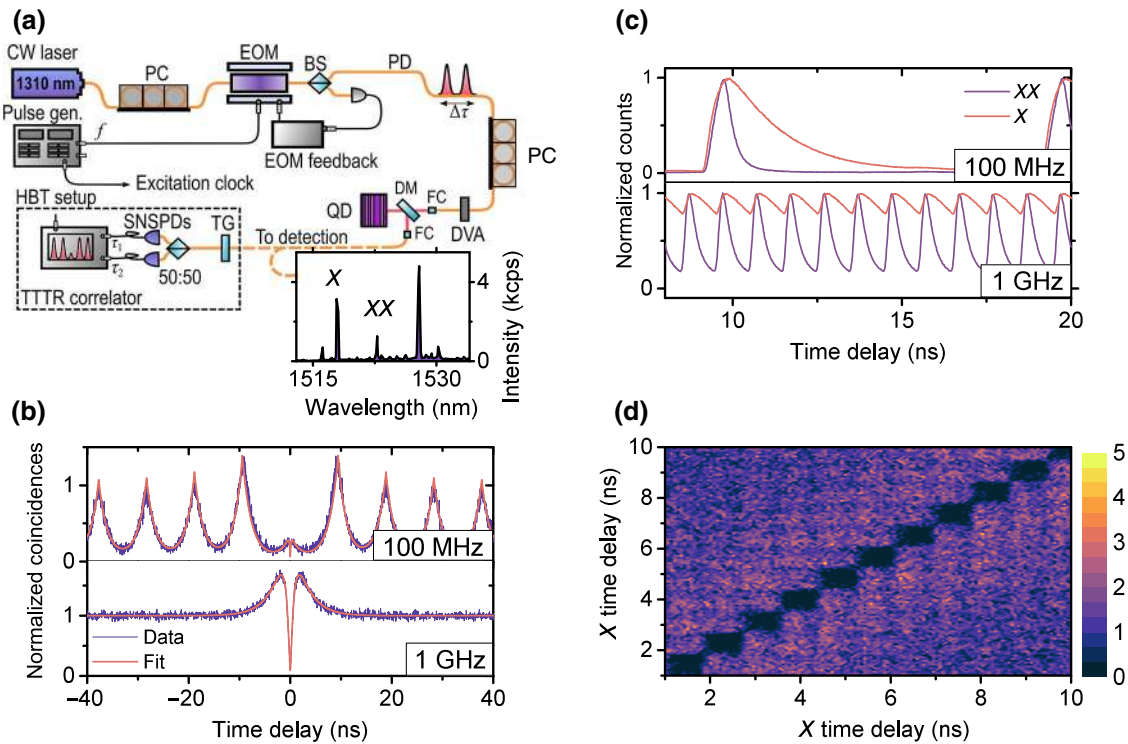 (a)
CW laser
1310 nm
PC
EOM
BS
PD
Δτ
Pulse gen.
f
EOM feedback
PC
Excitation clock
HBT setup
SNSPDs
TG
τ1
τ2
50:50
TTTR correlator
QD
DM
FC
FC
DVA
To detection
X
XX
4
0
Intensity (kcps)
1515
1530
Wavelength (nm)
(b)
Normalized coincidences
1
0
100 MHz
1
0
Data
Fit
1 GHz
−40
−20
0
20
40
Time delay (ns)
(c)
Normalized counts
1
0
XX
X
100 MHz
1
0
1 GHz
10
15
20
Time delay (ns)
(d)
X time delay (ns)
10
8
6
4
2
2
4
6
8
10
X time delay (ns)
5
4
3
2
1
0